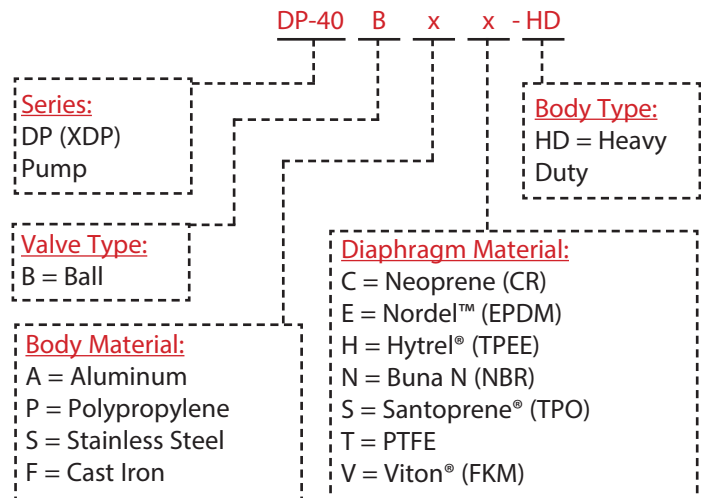 DP-40 B x x - HD
Series:
DP (XDP)
Pump
Body Type:
HD = Heavy
Duty
Valve Type:
B = Ball
Diaphragm Material:
C = Neoprene (CR)
E = Nordel™ (EPDM)
H = Hytrel® (TPEE)
N = Buna N (NBR)
S = Santoprene® (TPO)
T = PTFE
V = Viton® (FKM)
Body Material:
A = Aluminum
P = Polypropylene
S = Stainless Steel
F = Cast Iron